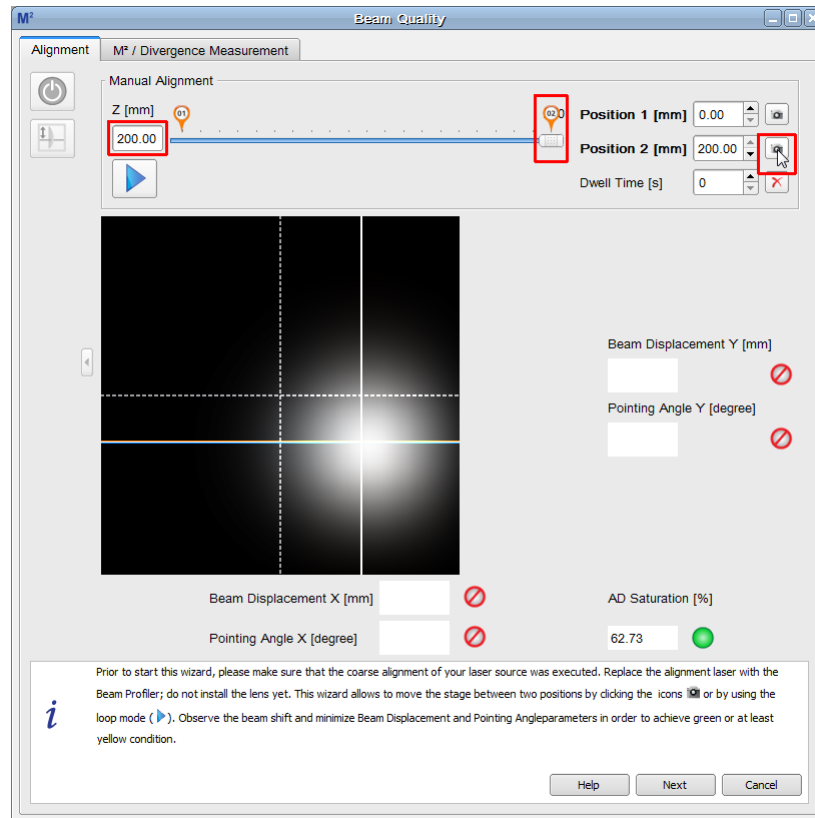 M² Beam Quality
Alignment M² / Divergence Measurement
Manual Alignment
Z [mm] 01 02 0 Position 1 [mm] 0.00
200.00 Position 2 [mm] 200.00
Dwell Time [s] 0
Beam Displacement Y [mm]
Pointing Angle Y [degree]
Beam Displacement X [mm] AD Saturation [%]
Pointing Angle X [degree] 62.73
Prior to start this wizard, please make sure that the coarse alignment of your laser source was executed. Replace the alignment laser with the
Beam Profiler; do not install the lens yet. This wizard allows to move the stage between two positions by clicking the icons or by using the
i loop mode ( ). Observe the beam shift and minimize Beam Displacement and Pointing Angleparameters in order to achieve green or at least
yellow condition.
Help Next Cancel